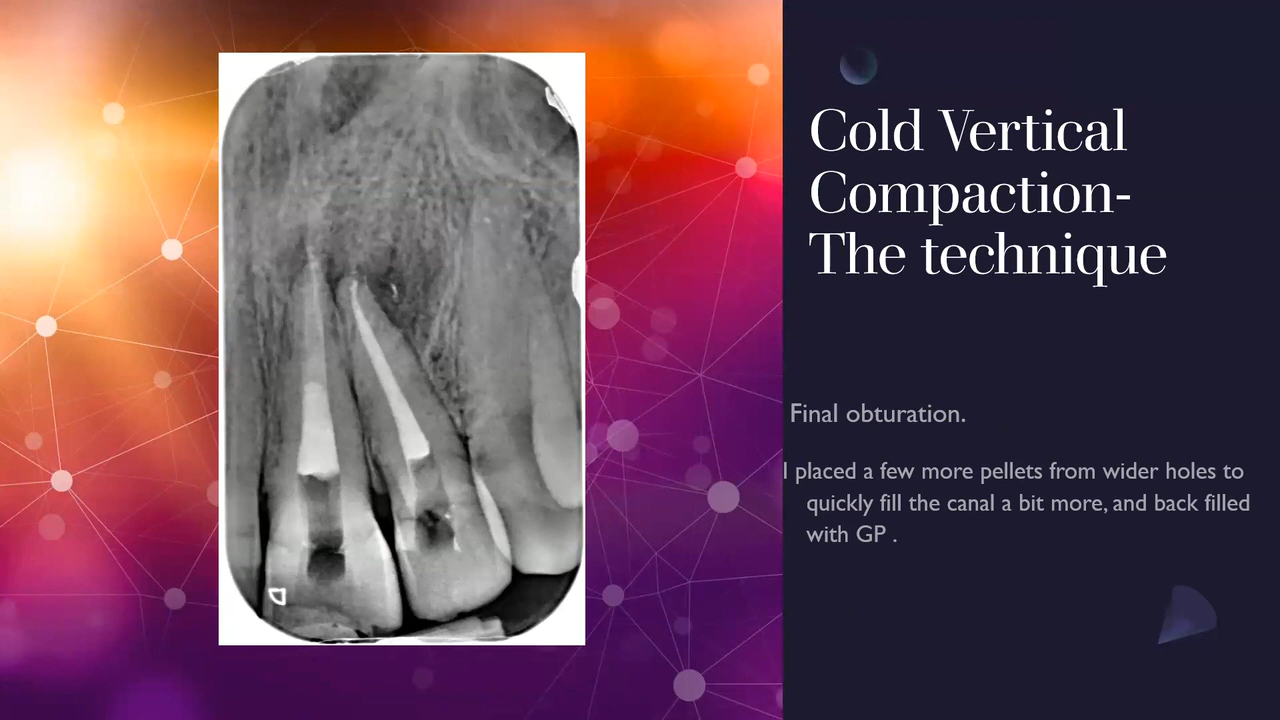 Cold Vertical
Compaction-
The technique
Final obturation.
I placed a few more pellets from wider holes to
quickly fill the canal a bit more, and back filled
with GP .